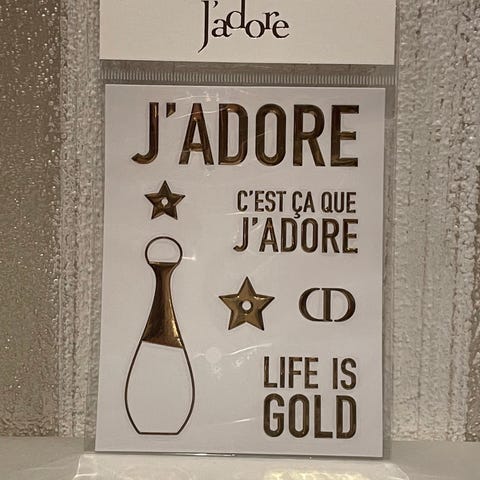 J'adore
J'ADORE
C'EST ÇA QUE
J'ADORE
CD
LIFE IS
GOLD